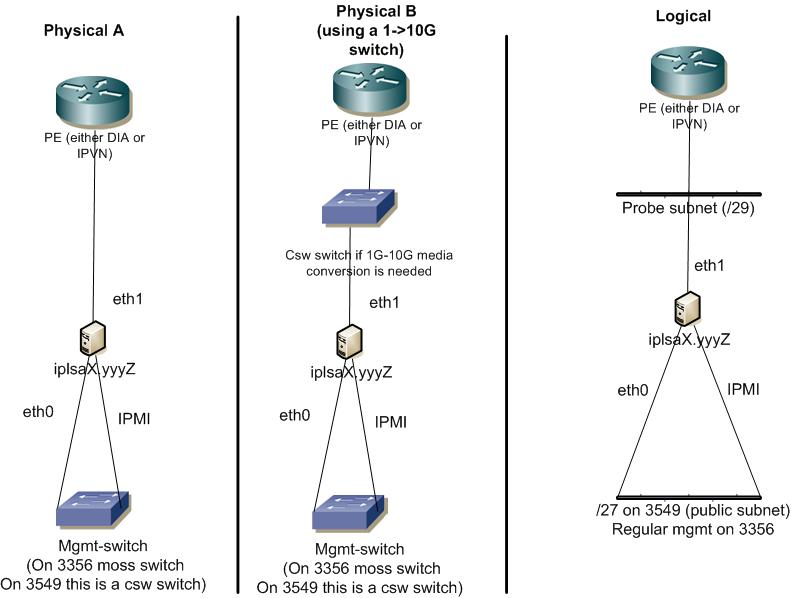 Physical A
PE (either DIA or
IPVN)
eth1
iplsaX.yyyZ
eth0
IPMI
Mgmt-switch
(On 3356 moss switch
On 3549 this is a csw switch)
Physical B
(using a 1->10G
switch)
PE (either DIA or
IPVN)
Csw switch if 1G-10G media
conversion is needed
eth1
iplsaX.yyyZ
eth0
IPMI
Mgmt-switch
(On 3356 moss switch
On 3549 this is a csw switch)
Logical
PE (either DIA or
IPVN)
Probe subnet (/29)
eth1
iplsaX.yyyZ
eth0
IPMI
/27 on 3549 (public subnet)
Regular mgmt on 3356